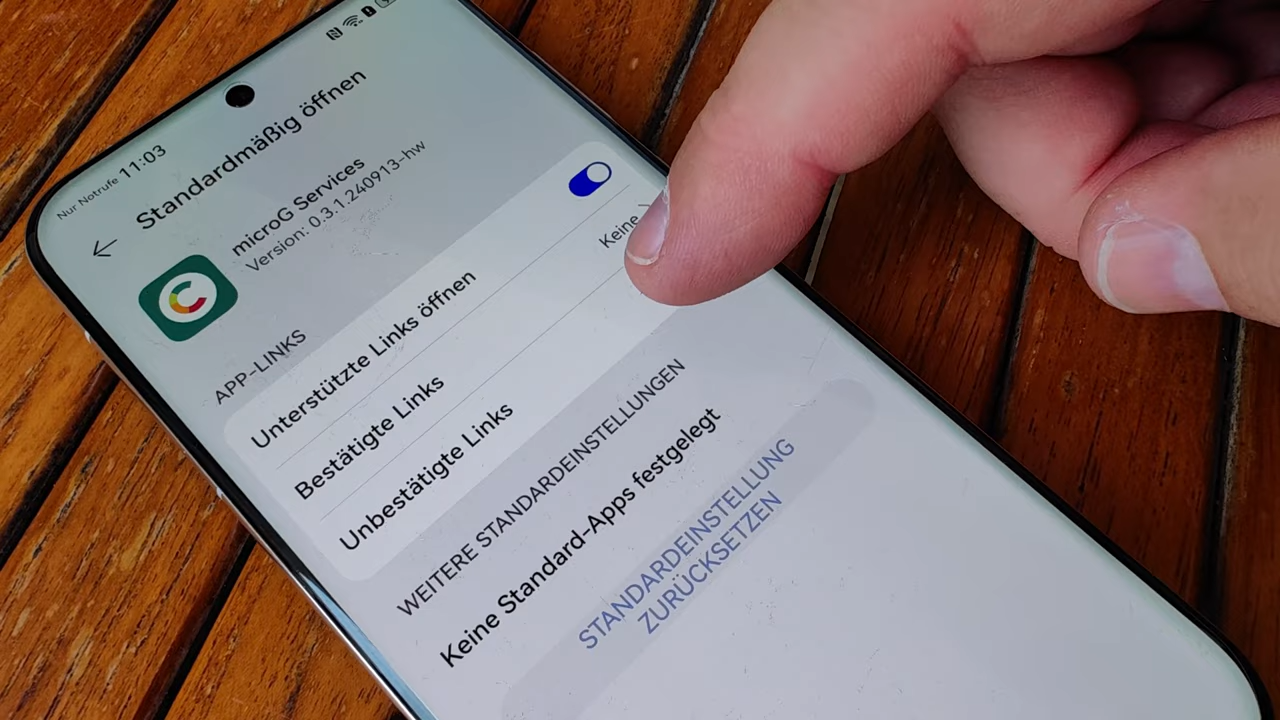 Nur Notrufe 11:03
Standardmäßig öffnen
microG Services
Version: 0.3.1.240913-hw
APP-LINKS
Unterstützte Links öffnen
Bestätigte Links
Keine
Unbestätigte Links
WEITERE STANDARDEINSTELLUNGEN
Keine Standard-Apps festgelegt
STANDARDEINSTELLUNG
ZURÜCKSETZEN